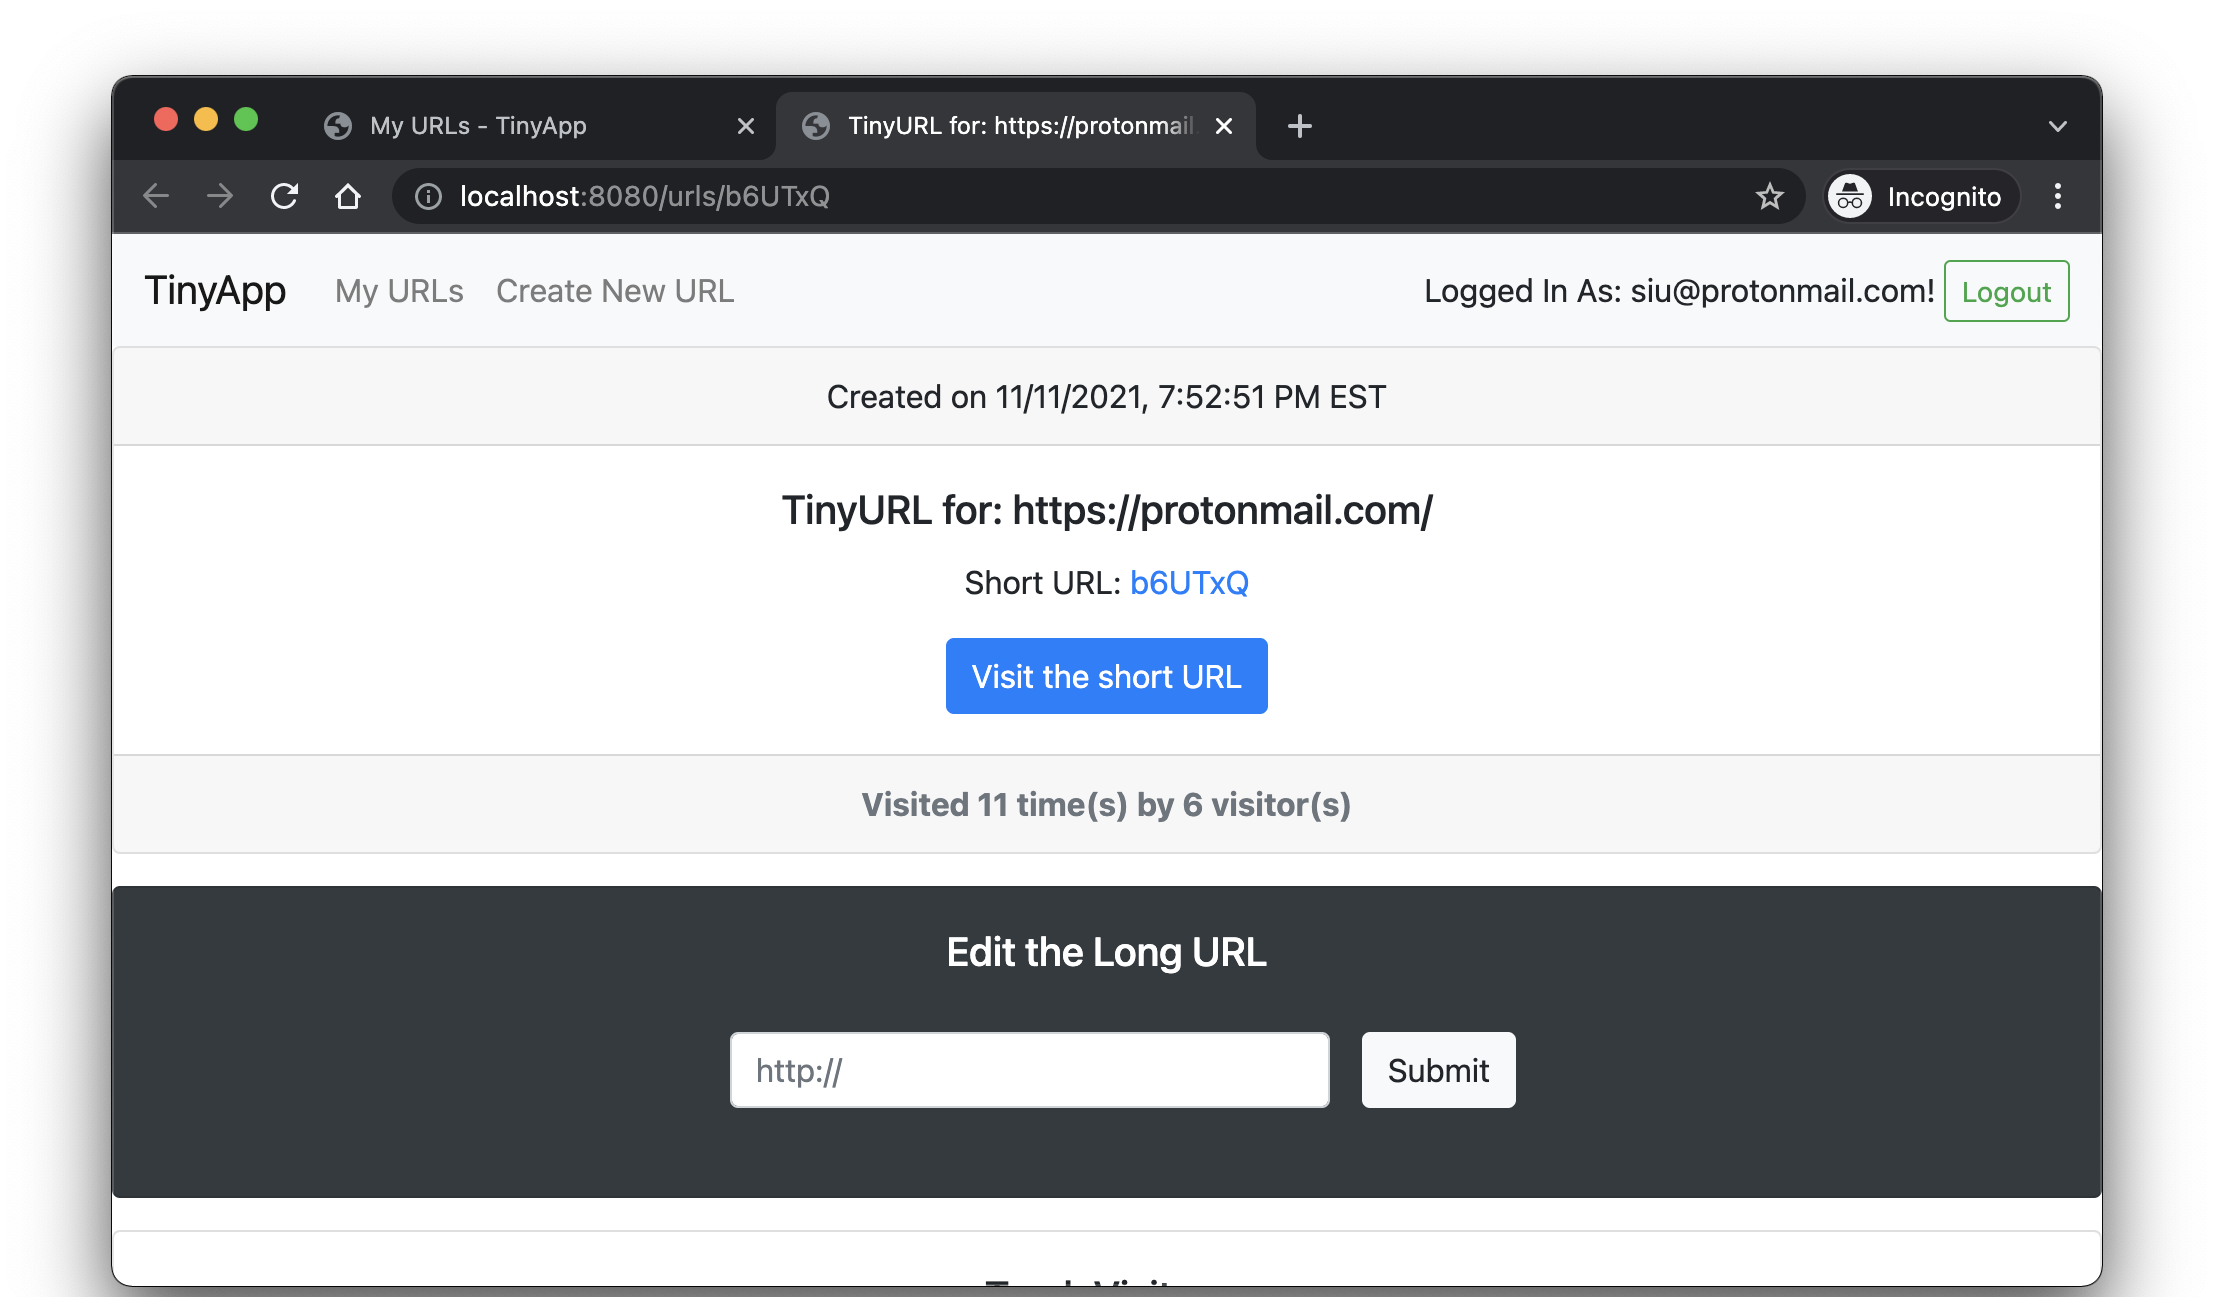 My URLs - TinyApp
TinyURL for: https://protonmail.
localhost:8080/urls/b6UTxQ
Incognito
TinyApp My URLs Create New URL Logged In As: siu@protonmail.com! Logout
Created on 11/11/2021, 7:52:51 PM EST
TinyURL for: https://protonmail.com/
Short URL: b6UTxQ
Visit the short URL
Visited 11 time(s) by 6 visitor(s)
Edit the Long URL
http:// Submit